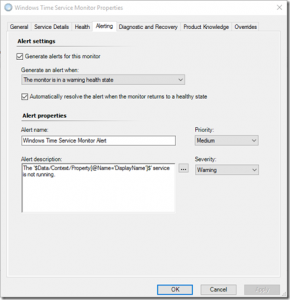 Windows Time Service Monitor Properties
General Service Details Health Alerting Diagnostic and Recovery Product Knowledge Overrides
Alert settings
Generate alerts for this monitor
Generate an alert when:
The monitor is in a warning health state
Automatically resolve the alert when the monitor returns to a healthy state
Alert properties
Alert name:
Priority:
Windows Time Service Monitor Alert
Medium
Alert description:
Severity:
The '$Data/Context/Property[@Name='DisplayName']$' service
is not running.
...
Warning
OK Cancel Apply